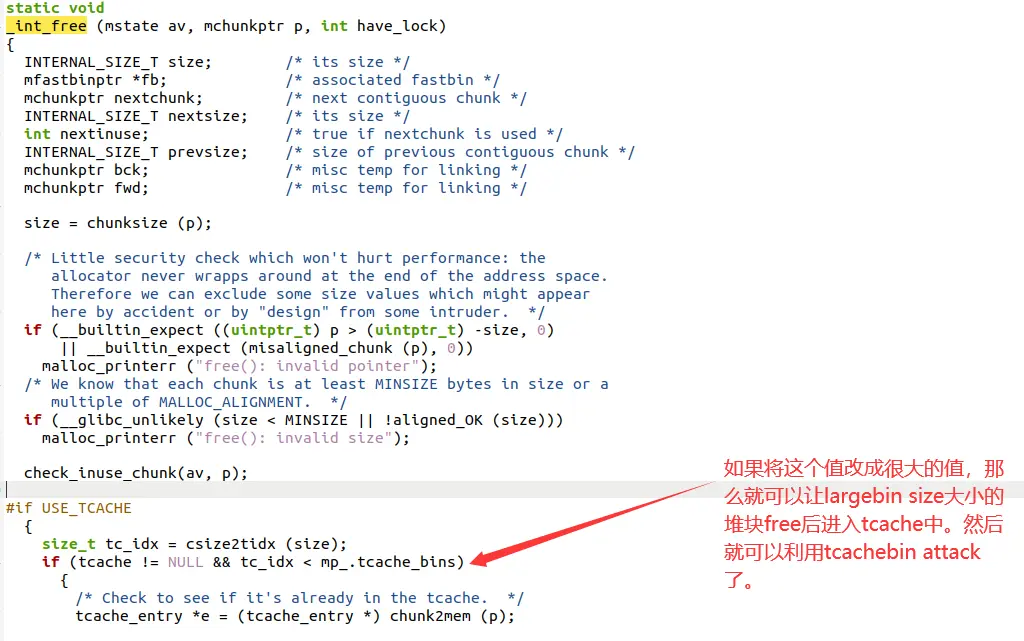 static void
_int_free (mstate av, mchunkptr p, int have_lock)
{
  INTERNAL_SIZE_T size;        /* its size */
  mfastbinptr *fb;             /* associated fastbin */
  mchunkptr nextchunk;         /* next contiguous chunk */
  INTERNAL_SIZE_T nextsize;    /* its size */
  int nextinuse;               /* true if nextchunk is used */
  INTERNAL_SIZE_T prevsize;    /* size of previous contiguous chunk */
  mchunkptr bck;               /* misc temp for linking */
  mchunkptr fwd;               /* misc temp for linking */

  size = chunksize (p);

  /* Little security check which won't hurt performance: the
     allocator never wrapps around at the end of the address space.
     Therefore we can exclude some size values which might appear
     here by accident or by "design" from some intruder.  */
  if (__builtin_expect ((uintptr_t) p > (uintptr_t) -size, 0)
      || __builtin_expect (misaligned_chunk (p), 0))
    malloc_printerr ("free(): invalid pointer");
  /* We know that each chunk is at least MINSIZE bytes in size or a
     multiple of MALLOC_ALIGNMENT.  */
  if (__glibc_unlikely (size < MINSIZE || !aligned_OK (size)))
    malloc_printerr ("free(): invalid size");

  check_inuse_chunk(av, p);

#if USE_TCACHE
  {
    size_t tc_idx = csize2tidx (size);
    if (tcache != NULL && tc_idx < mp_.tcache_bins)
      {
        /* Check to see if it's already in the tcache.  */
        tcache_entry *e = (tcache_entry *) chunk2mem (p);
如果将这个值改成很大的值，那
么就可以让largebin size大小的
堆块free后进入tcache中。然后
就可以利用tcachebin attack
了。